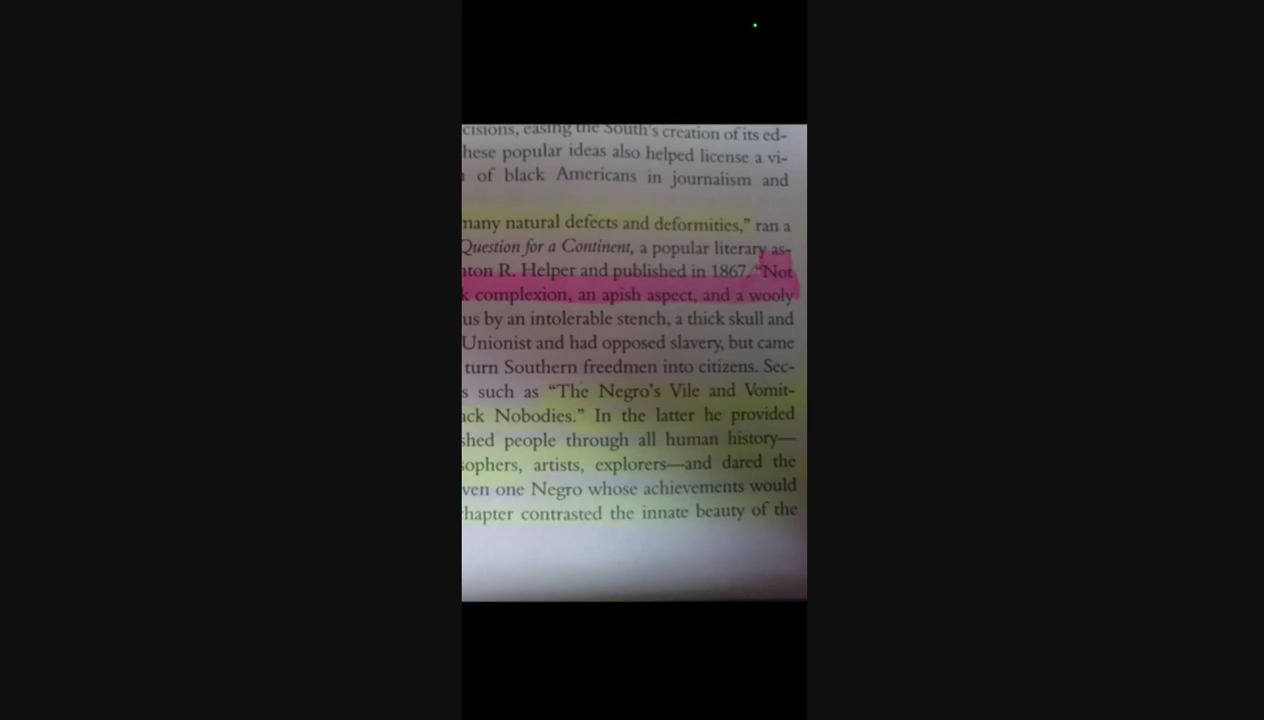 cisions, easing the South's creation of its ed-
hese popular ideas also helped license a vi-
of black Americans in journalism and
many natural defects and deformities," ran a
Question for a Continent, a popular literary as-
nton R. Helper and published in 1867. "Not
k complexion, an apish aspect, and a wooly
us by an intolerable stench, a thick skull and
Unionist and had opposed slavery, but came
turn Southern freedmen into citizens. Sec-
s such as "The Negro's Vile and Vomit-
ack Nobodies." In the latter he provided
shed people through all human history—
sophers, artists, explorers—and dared the
ven one Negro whose achievements would
chapter contrasted the innate beauty of the